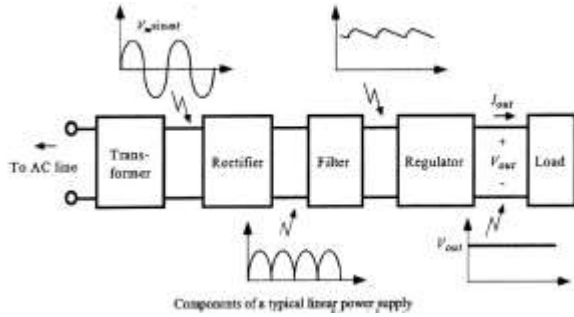 V_m sinωt
I_out
To AC line
Trans-
former
Rectifier
Filter
Regulator
+
V_out
-
Load
V_out
Components of a typical linear power supply